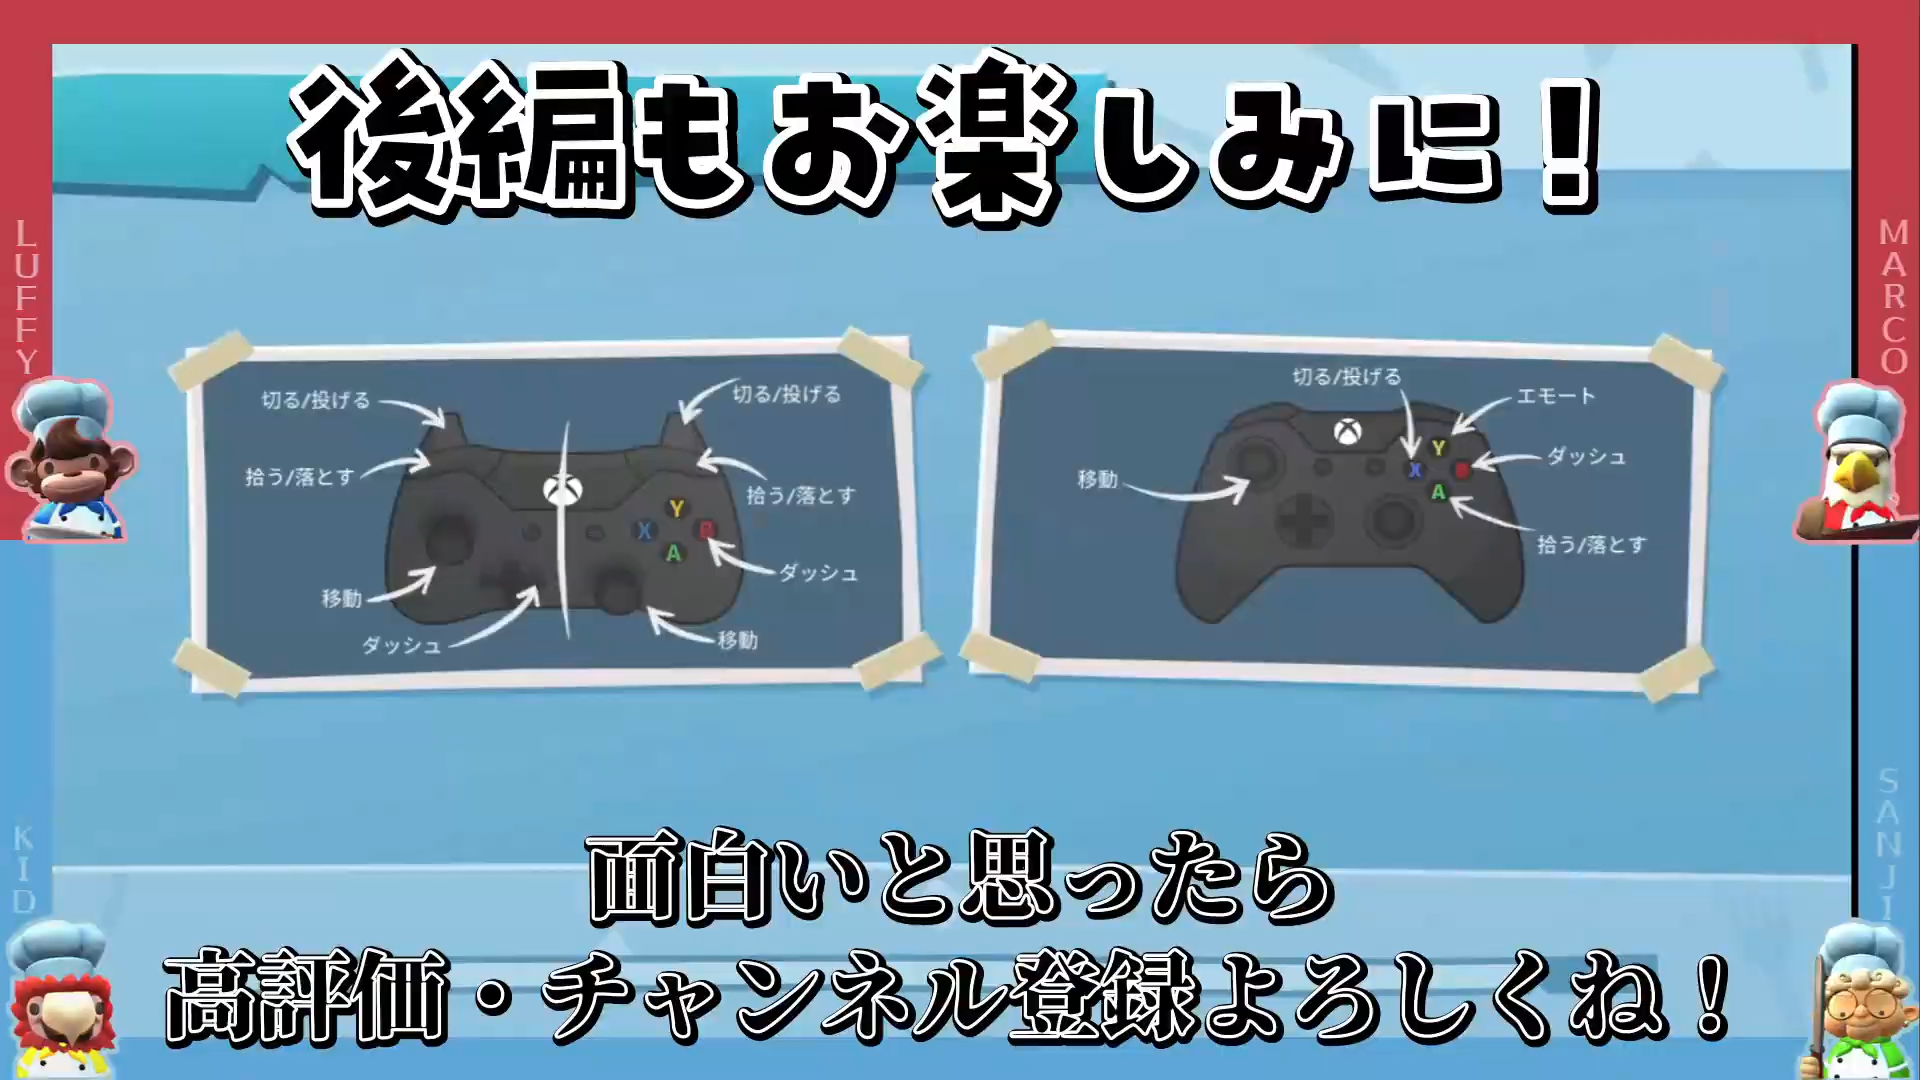 後編もお楽しみに!
LUFFY
MARCO
切る/投げる
切る/投げる
拾う/落とす
拾う/落とす
Y
X
B
A
移動
ダッシュ
ダッシュ
移動
切る/投げる
エモート
移動
Y
X
B
A
ダッシュ
拾う/落とす
KID
SANJI
面白いと思ったら
高評価・チャンネル登録よろしくね!